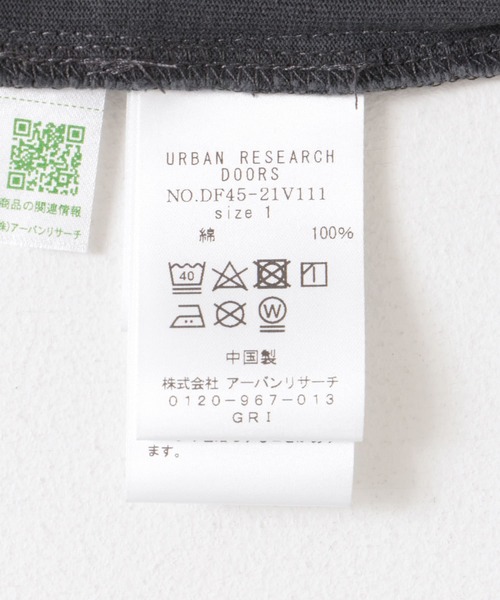 URBAN RESEARCH
DOORS
NO.DF45-21V111
size 1
綿 100%
40
W
中国製
株式会社 アーバンリサーチ
0120-967-013
GRI
ます。
商品の関連情報
(株)アーバンリサーチ